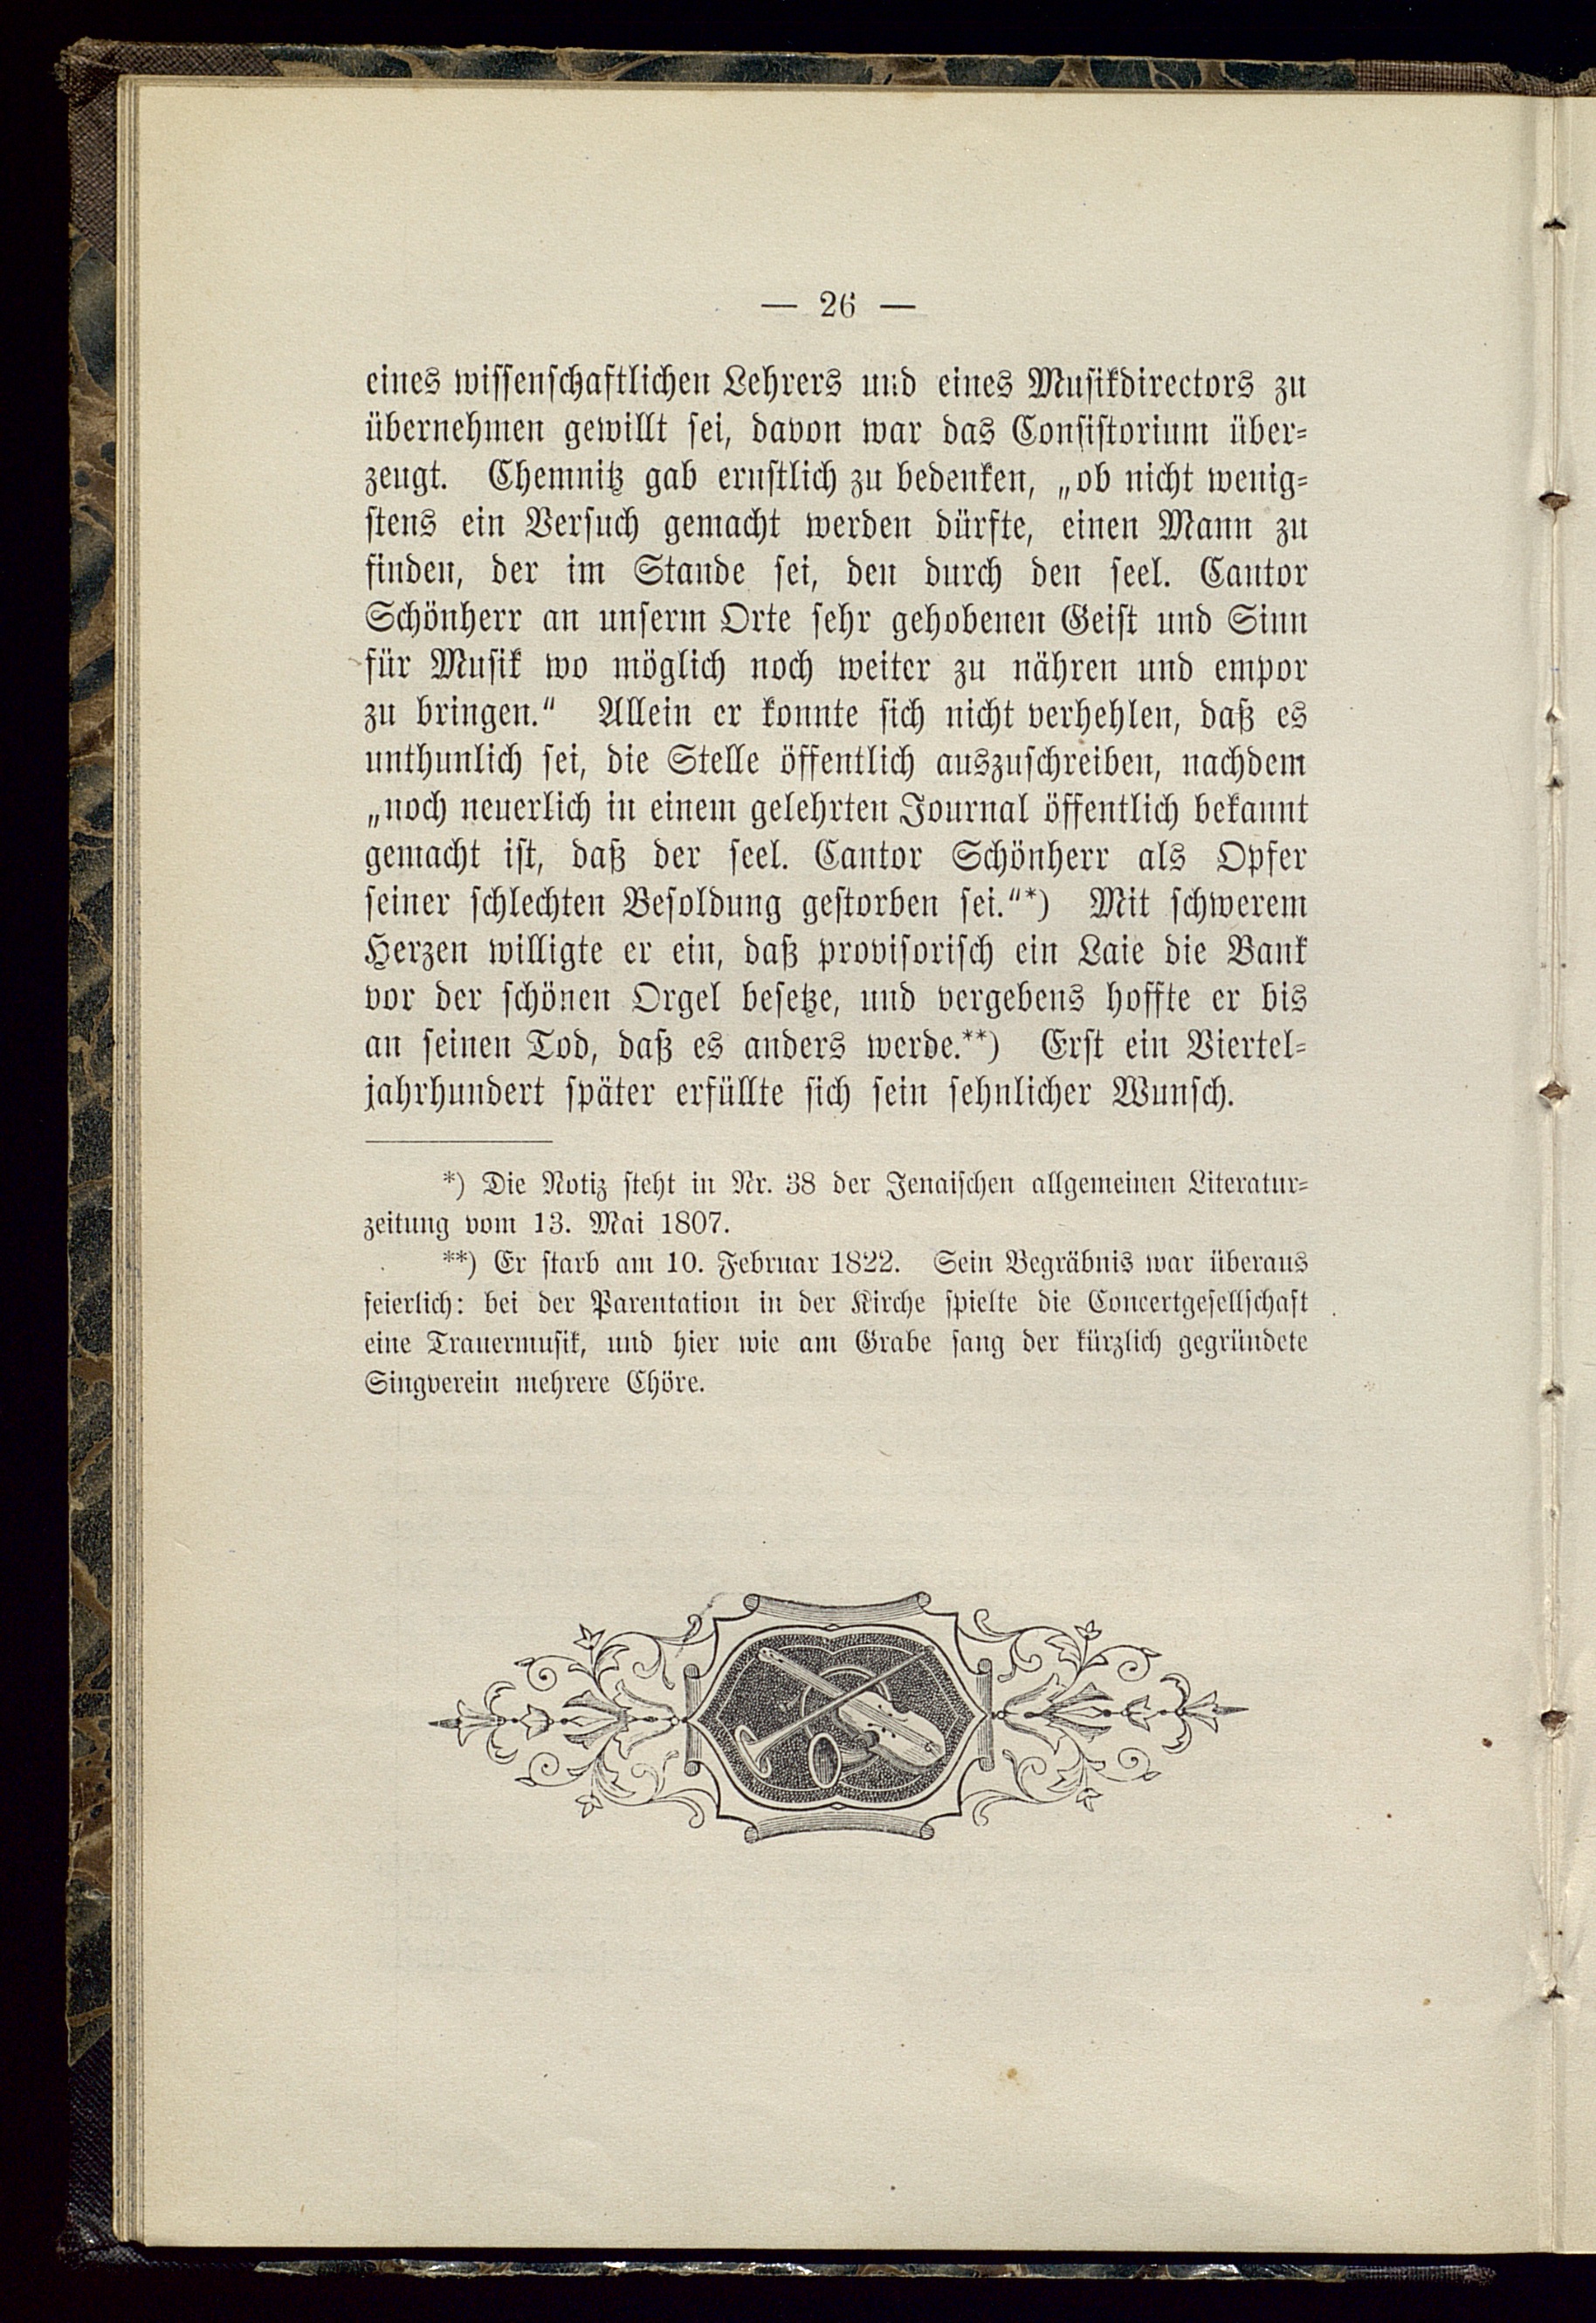 — 26 —
eines wissenschaftlichen Lehrers und eines Musikdirectors zu
übernehmen gewillt sei, davon war das Consistorium über-
zeugt. Chemnitz gab ernstlich zu bedenken, „ob nicht wenig-
stens ein Versuch gemacht werden dürfte, einen Mann zu
finden, der im Stande sei, den durch den seel. Cantor
Schönherr an unserm Orte sehr gehobenen Geist und Sinn
für Musik wo möglich noch weiter zu nähren und empor
zu bringen.“ Allein er konnte sich nicht verhehlen, daß es
unthunlich sei, die Stelle öffentlich auszuschreiben, nachdem
„noch neuerlich in einem gelehrten Journal öffentlich bekannt
gemacht ist, daß der seel. Cantor Schönherr als Opfer
seiner schlechten Besoldung gestorben sei.“*) Mit schwerem
Herzen willigte er ein, daß provisorisch ein Laie die Bank
vor der schönen Orgel besetze, und vergebens hoffte er bis
an seinen Tod, daß es anders werde.**) Erst ein Viertel-
jahrhundert später erfüllte sich sein sehnlicher Wunsch.
*) Die Notiz steht in Nr. 38 der Jenaischen allgemeinen Literatur-
zeitung vom 13. Mai 1807.
**) Er starb am 10. Februar 1822. Sein Begräbnis war überaus
feierlich: bei der Parentation in der Kirche spielte die Concertgesellschaft
eine Trauermusik, und hier wie am Grabe sang der kürzlich gegründete
Singverein mehrere Chöre.